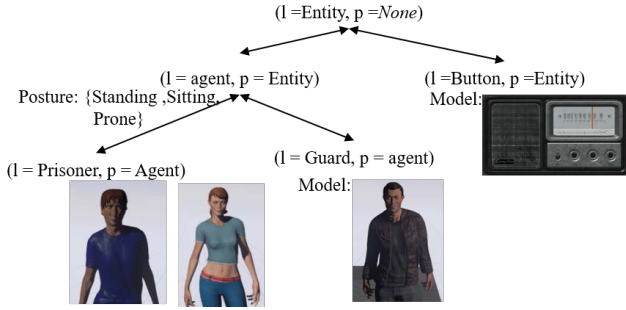 (l =Entity, p =None)
(l = agent, p = Entity)
(l =Button, p =Entity)
Posture: {Standing ,Sitting,
Prone}
Model:
(l = Prisoner, p = Agent)
(l = Guard, p = agent)
Model: